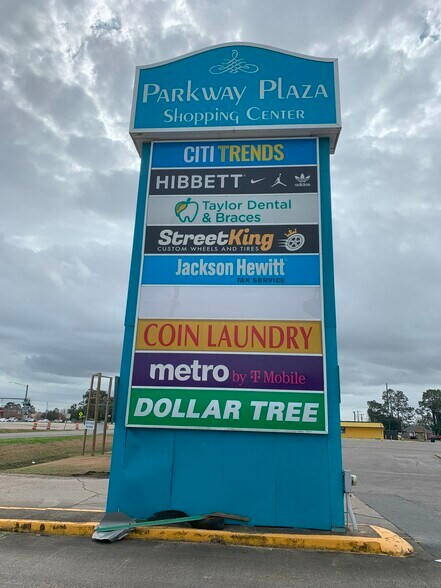 Parkway Plaza
Shopping Center
CITI TRENDS
HIBBETT
Taylor Dental
& Braces
StreetKing
CUSTOM WHEELS AND TIRES
Jackson Hewitt
TAX SERVICE
COIN LAUNDRY
metro by T Mobile
DOLLAR TREE